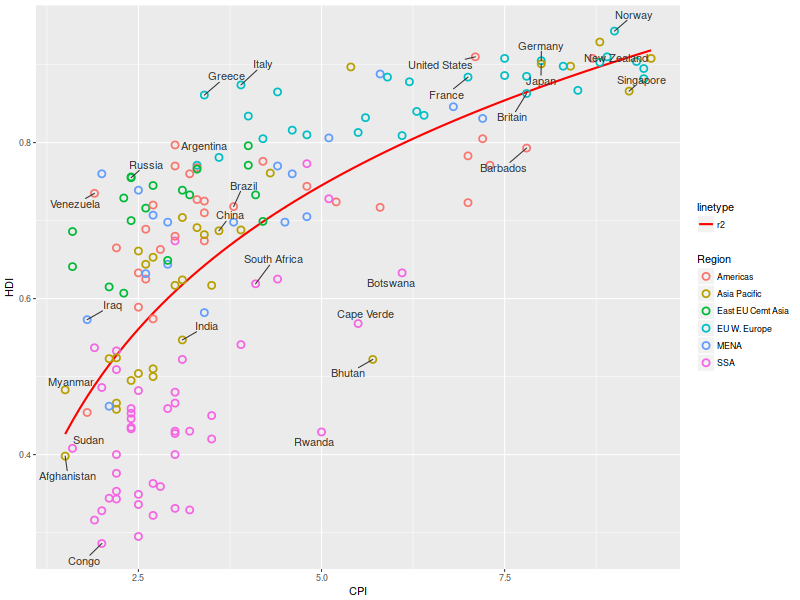 Norway
Germany
New Zealand
United States
Italy
Greece
Japan
Singapore
France
Britain
0.8
Argentina
Barbados
Russia
Brazil
Venezuela
China
HDI
South Africa
Botswana
0.6
Iraq
Cape Verde
India
Bhutan
Myanmar
Sudan
Rwanda
0.4
Afghanistan
Congo
2.5 5.0 7.5
CPI
linetype
r2
Region
Americas
Asia Pacific
East EU Cemt Asia
EU W. Europe
MENA
SSA